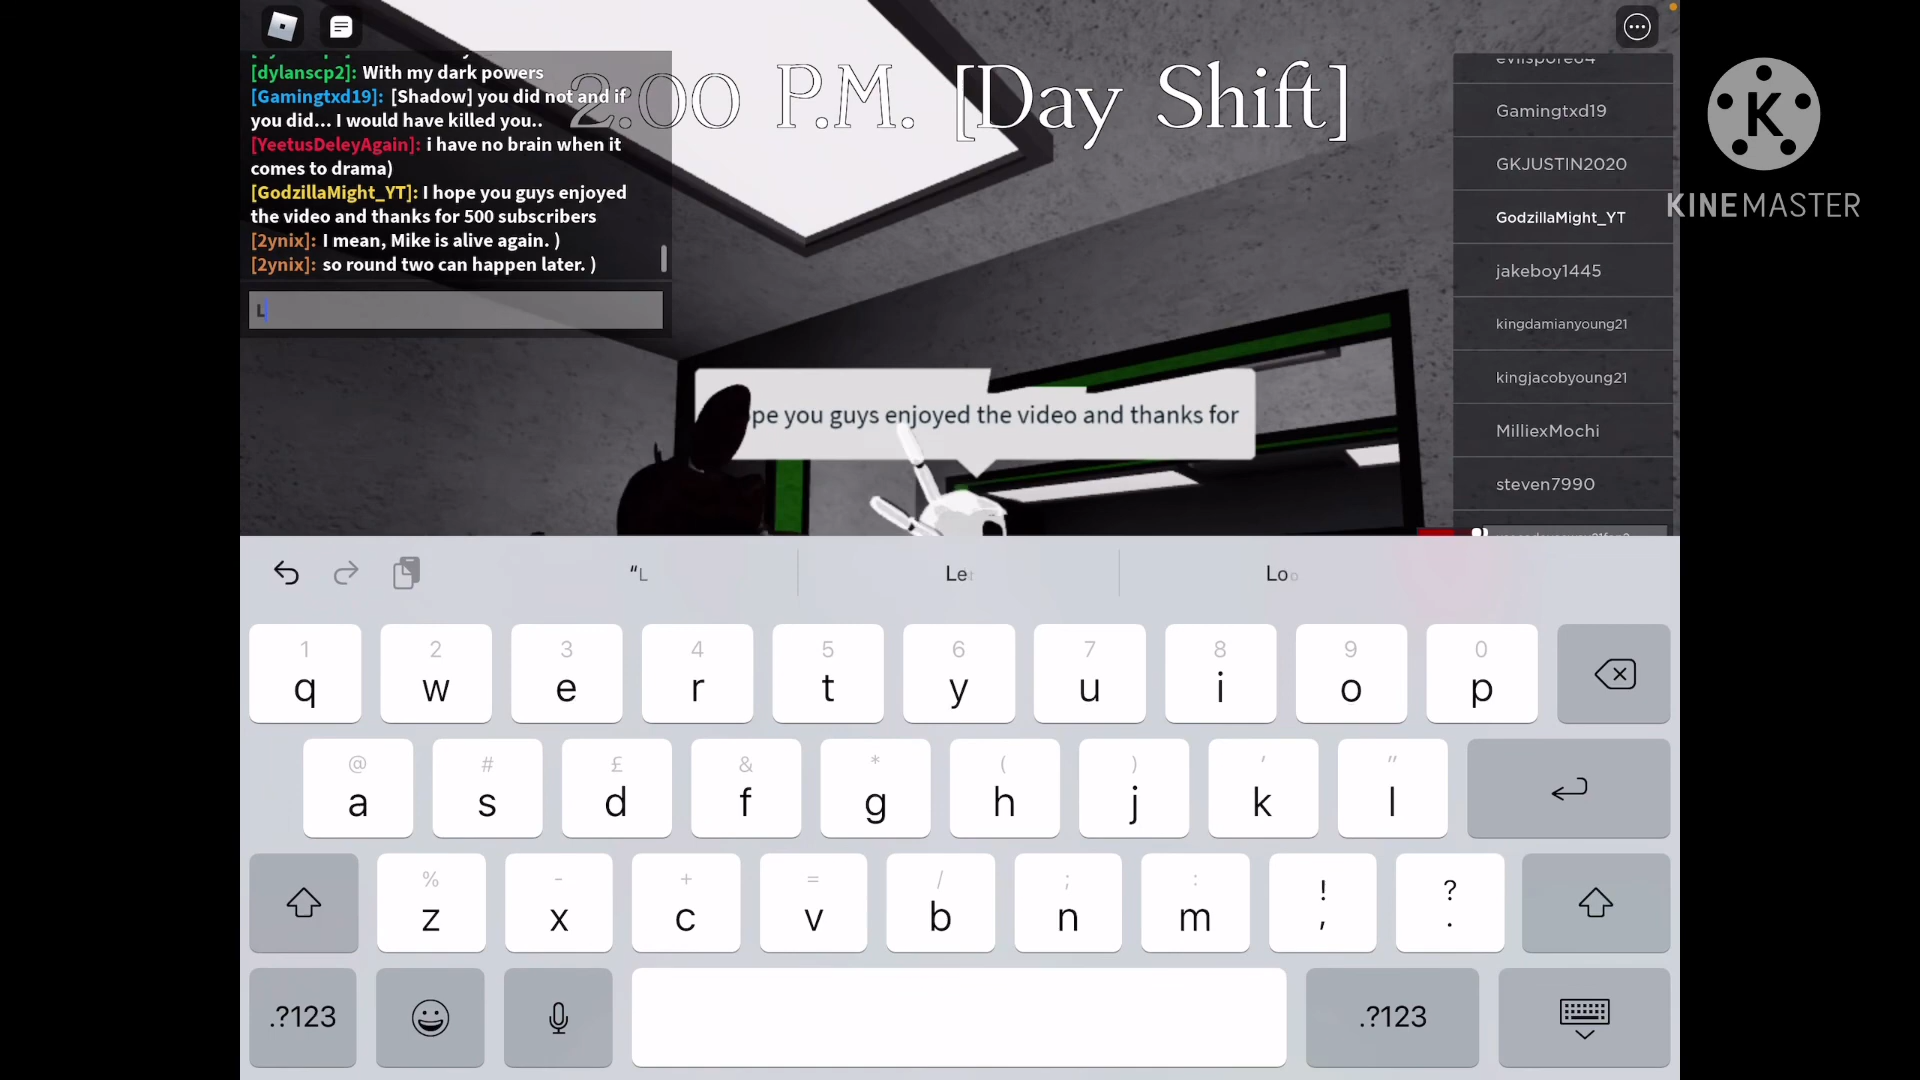 [dylanscp2]: With my dark powers
[Gamingtxd19]: [Shadow] you did not and if
you did... I would have killed you..
[YeetusDeleyAgain]: i have no brain when it
comes to drama)
[GodzillaMight_YT]: I hope you guys enjoyed
the video and thanks for 500 subscribers
[2ynix]: I mean, Mike is alive again. )
[2ynix]: so round two can happen later. )
L
2:00 P.M. [Day Shift]
evilspore64
Gamingtxd19
GKJUSTIN2020
GodzillaMight_YT
jakeboy1445
kingdamianyoung21
kingjacobyoung21
MilliexMochi
steven7990
K
KINEMASTER
ope you guys enjoyed the video and thanks for
“L
Let
Loo
1 2 3 4 5 6 7 8 9 0
q w e r t y u i o p
@ # £ & * ( ) ' "
a s d f g h j k l
% - + = / ; : ! ?
z x c v b n m , .
.?123
.?123